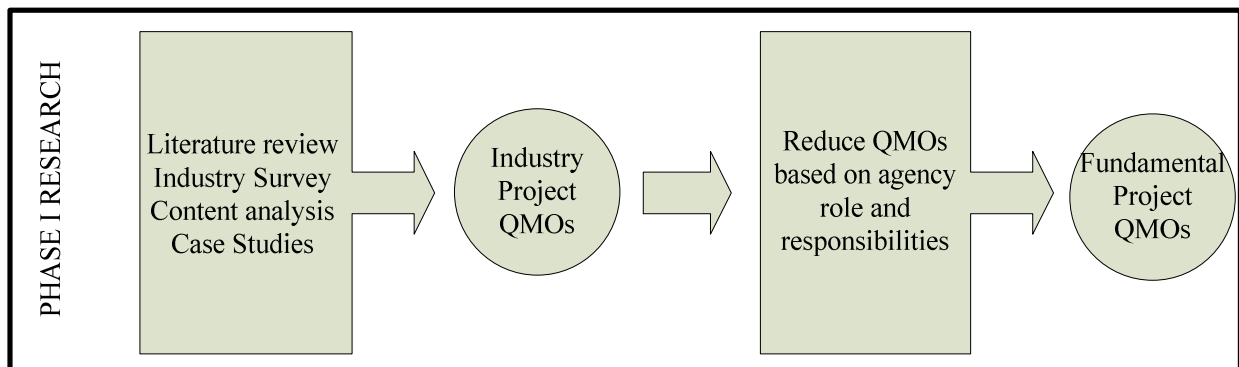 PHASE I RESEARCH
Literature review
Industry Survey
Content analysis
Case Studies
Industry
Project
QMOs
Reduce QMOs
based on agency
role and
responsibilities
Fundamental
Project
QMOs